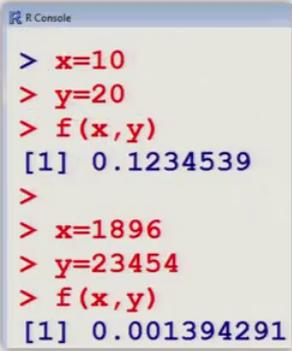 R Console
> x=10
> y=20
> f(x,y)
[1] 0.1234539
>
> x=1896
> y=23454
> f(x,y)
[1] 0.001394291